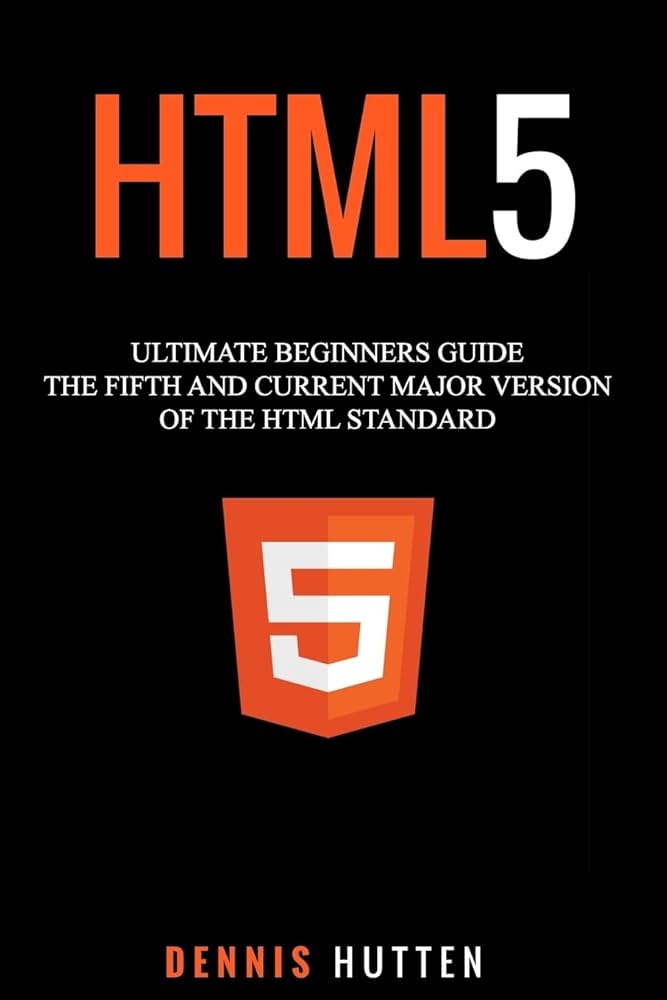 HTML5
ULTIMATE BEGINNERS GUIDE
THE FIFTH AND CURRENT MAJOR VERSION
OF THE HTML STANDARD
5
DENNIS HUTTEN